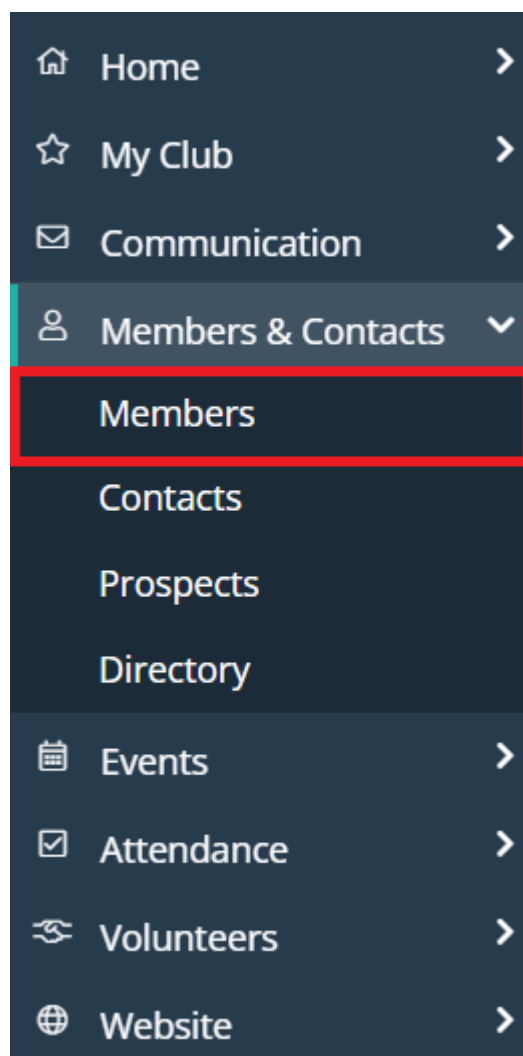 Home
My Club
Communication
Members & Contacts
Members
Contacts
Prospects
Directory
Events
Attendance
Volunteers
Website